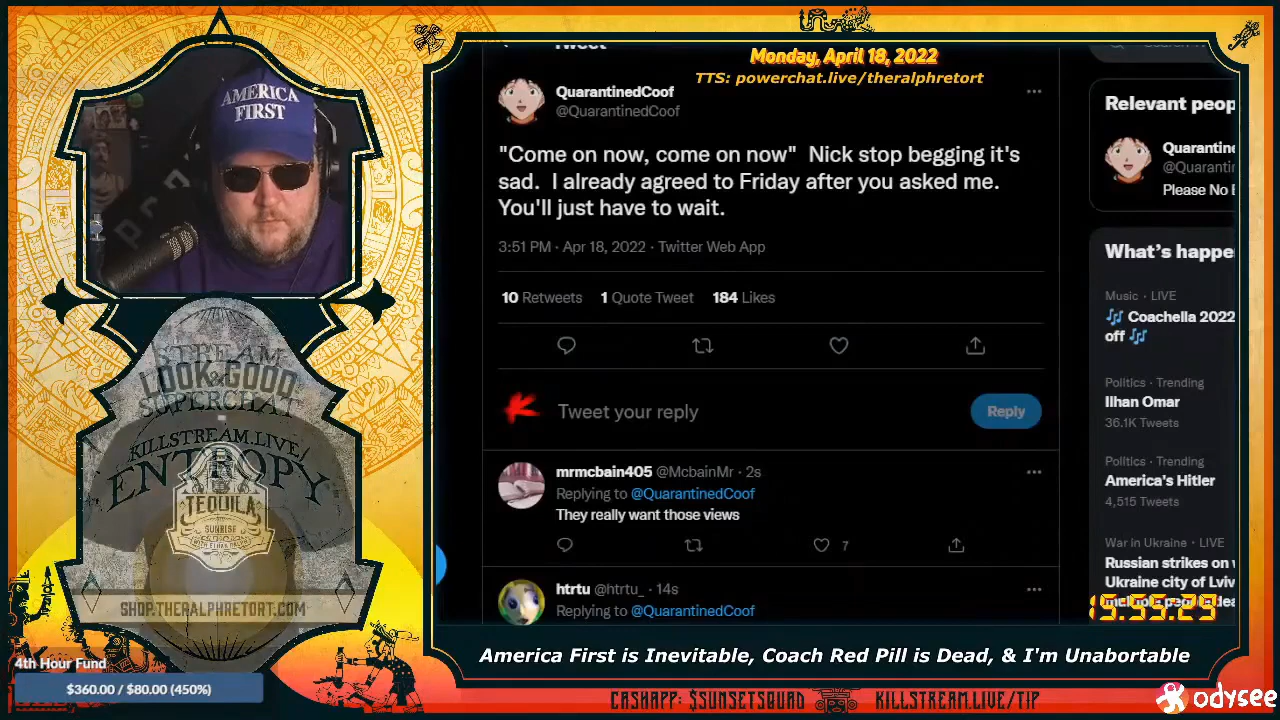 AMERICA
FIRST
STREAM
LOOK GOOD
SUPERCHAT
KILLSTREAM.LIVE/
ENTROPY
TEQUILA
SUNRISE
SHOP.THERALPHRETORT.COM
4th Hour Fund
$360.00 / $80.00 (450%)
Tweet
Monday, April 18, 2022
TTS: powerchat.live/theralphretort
QuarantinedCoof
@QuarantinedCoof
"Come on now, come on now"  Nick stop begging it's
sad.  I already agreed to Friday after you asked me.
You'll just have to wait.
3:51 PM · Apr 18, 2022 · Twitter Web App
10 Retweets 1 Quote Tweet 184 Likes
Tweet your reply
Reply
mrmcbain405 @McbainMr · 2s
Replying to @QuarantinedCoof
They really want those views
7
htrtu @htrtu_ · 14s
Replying to @QuarantinedCoof
Relevant peop
Quarantin
@Quaranti
Please No
What's happe
Music · LIVE
Coachella 2022
off
Politics · Trending
Ilhan Omar
36.1K Tweets
Politics · Trending
America's Hitler
4,515 Tweets
War in Ukraine · LIVE
Russian strikes on
Ukraine city of Lviv
America First is Inevitable, Coach Red Pill is Dead, & I'm Unabortable
CASHAPP: $SUNSETSQUAD KILLSTREAM.LIVE/TIP
odysee